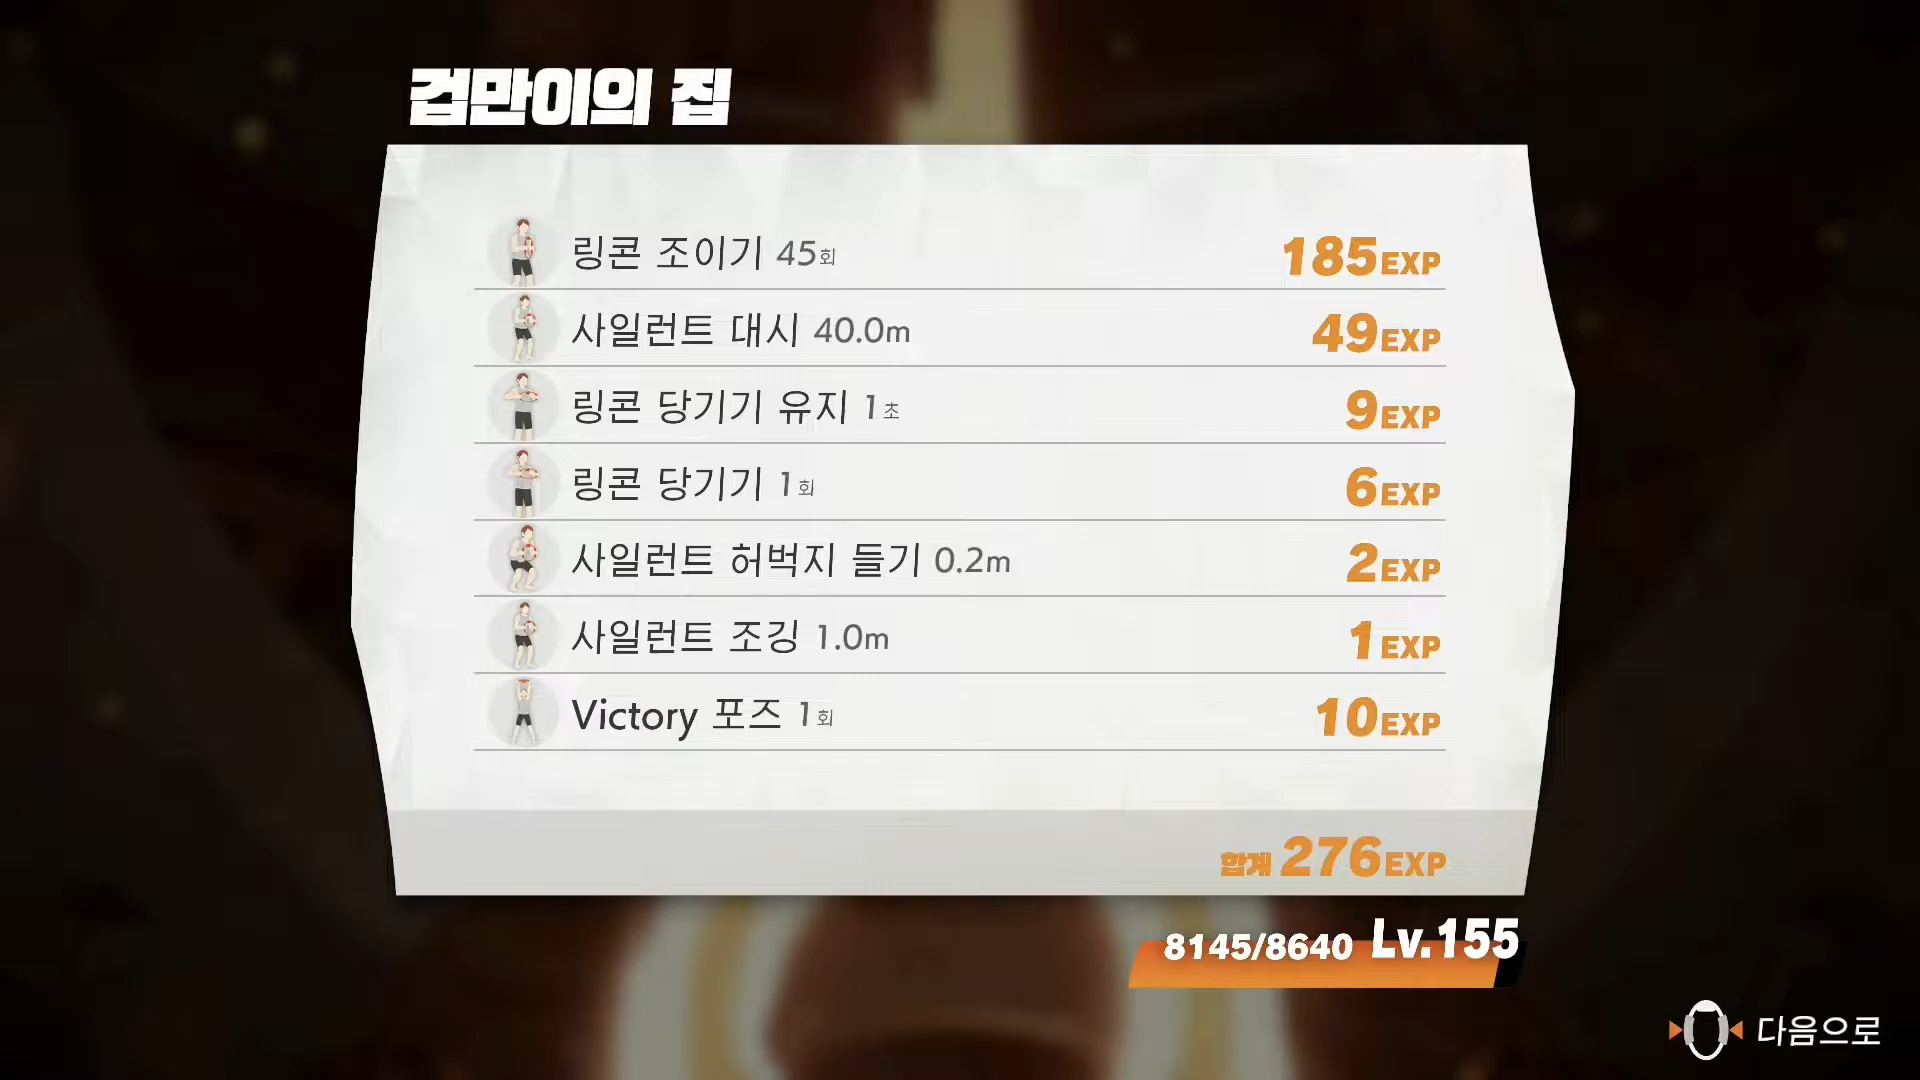 겁만이의 집
링콘 조이기 45회 185EXP
사일런트 대시 40.0m 49EXP
링콘 당기기 유지 1초 9EXP
링콘 당기기 1회 6EXP
사일런트 허벅지 들기 0.2m 2EXP
사일런트 조깅 1.0m 1EXP
Victory 포즈 1회 10EXP
합계 276EXP
8145/8640 Lv.155
다음으로